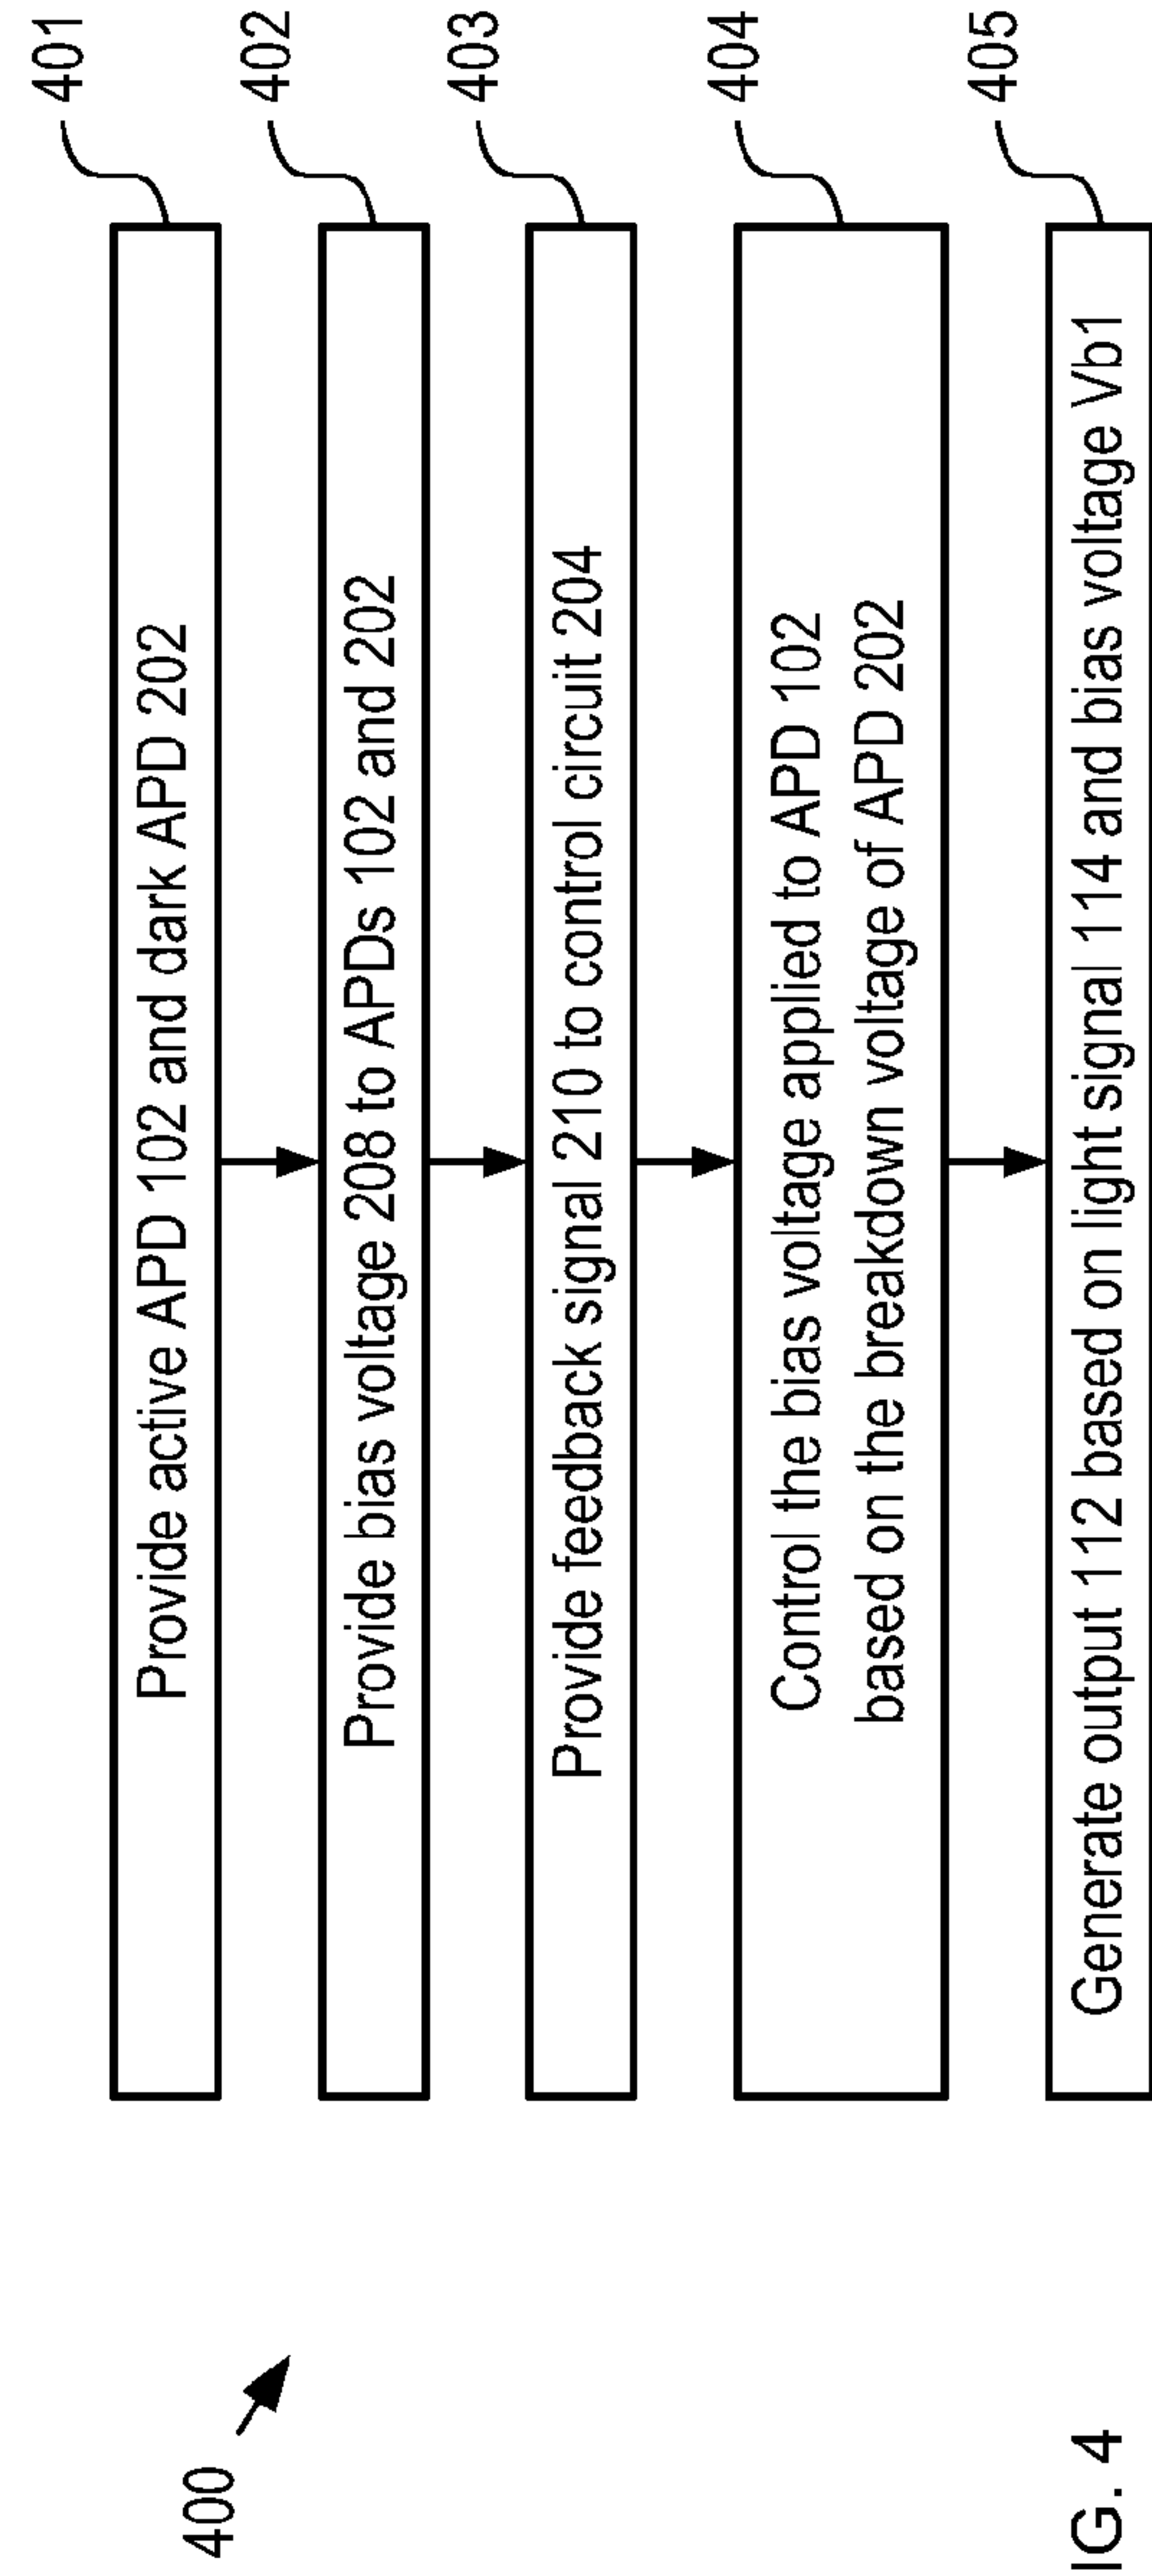 400
Provide active APD 102 and dark APD 202
401
Provide bias voltage 208 to APDs 102 and 202
402
Provide feedback signal 210 to control circuit 204
403
Control the bias voltage applied to APD 102
based on the breakdown voltage of APD 202
404
Generate output 112 based on light signal 114 and bias voltage Vb1
405
IG. 4